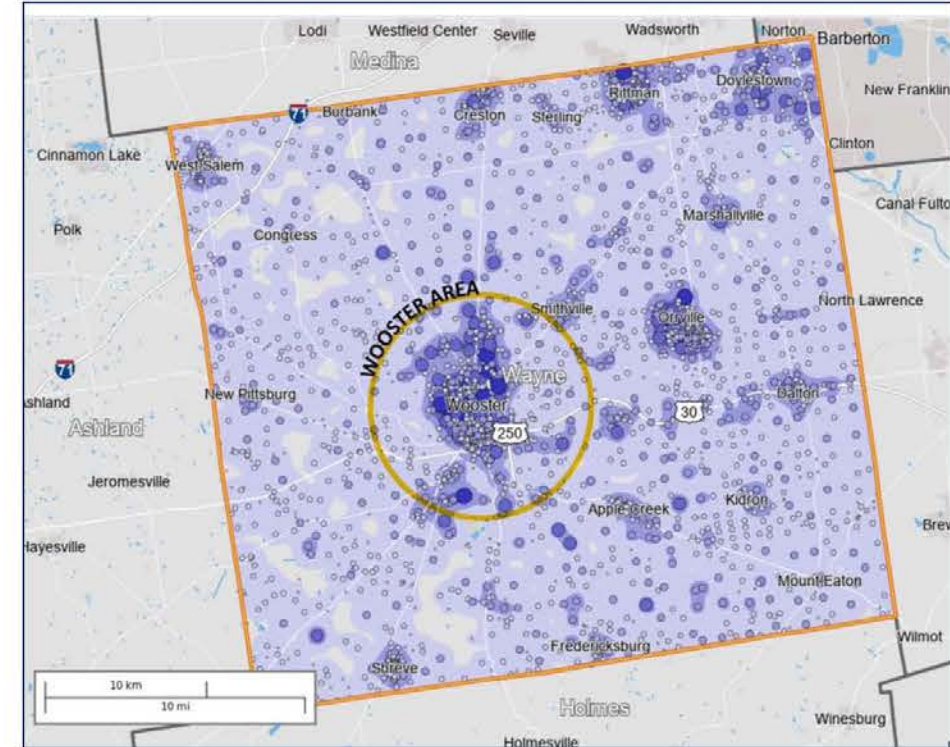 Lodi
Westfield Center
Seville
Wadsworth
Norton
Barberton
Medina
Doylestown
Rittman
New Franklin
71
Burbank
Creston
Sterling
Clinton
Cinnamon Lake
West Salem
Canal Fulto
Marshallville
Polk
Congress
WOOSTER AREA
North Lawrence
Smithville
Orrville
71
Wayne
New Pittsburg
Dalton
Ashland
Wooster
30
Ashland
250
Jeromesville
Kidron
Apple Creek
Brew
Hayesville
Mount Eaton
Wilmot
Fredericksburg
Shreve
10 km
10 mi
Holmes
Winesburg
Holmesville